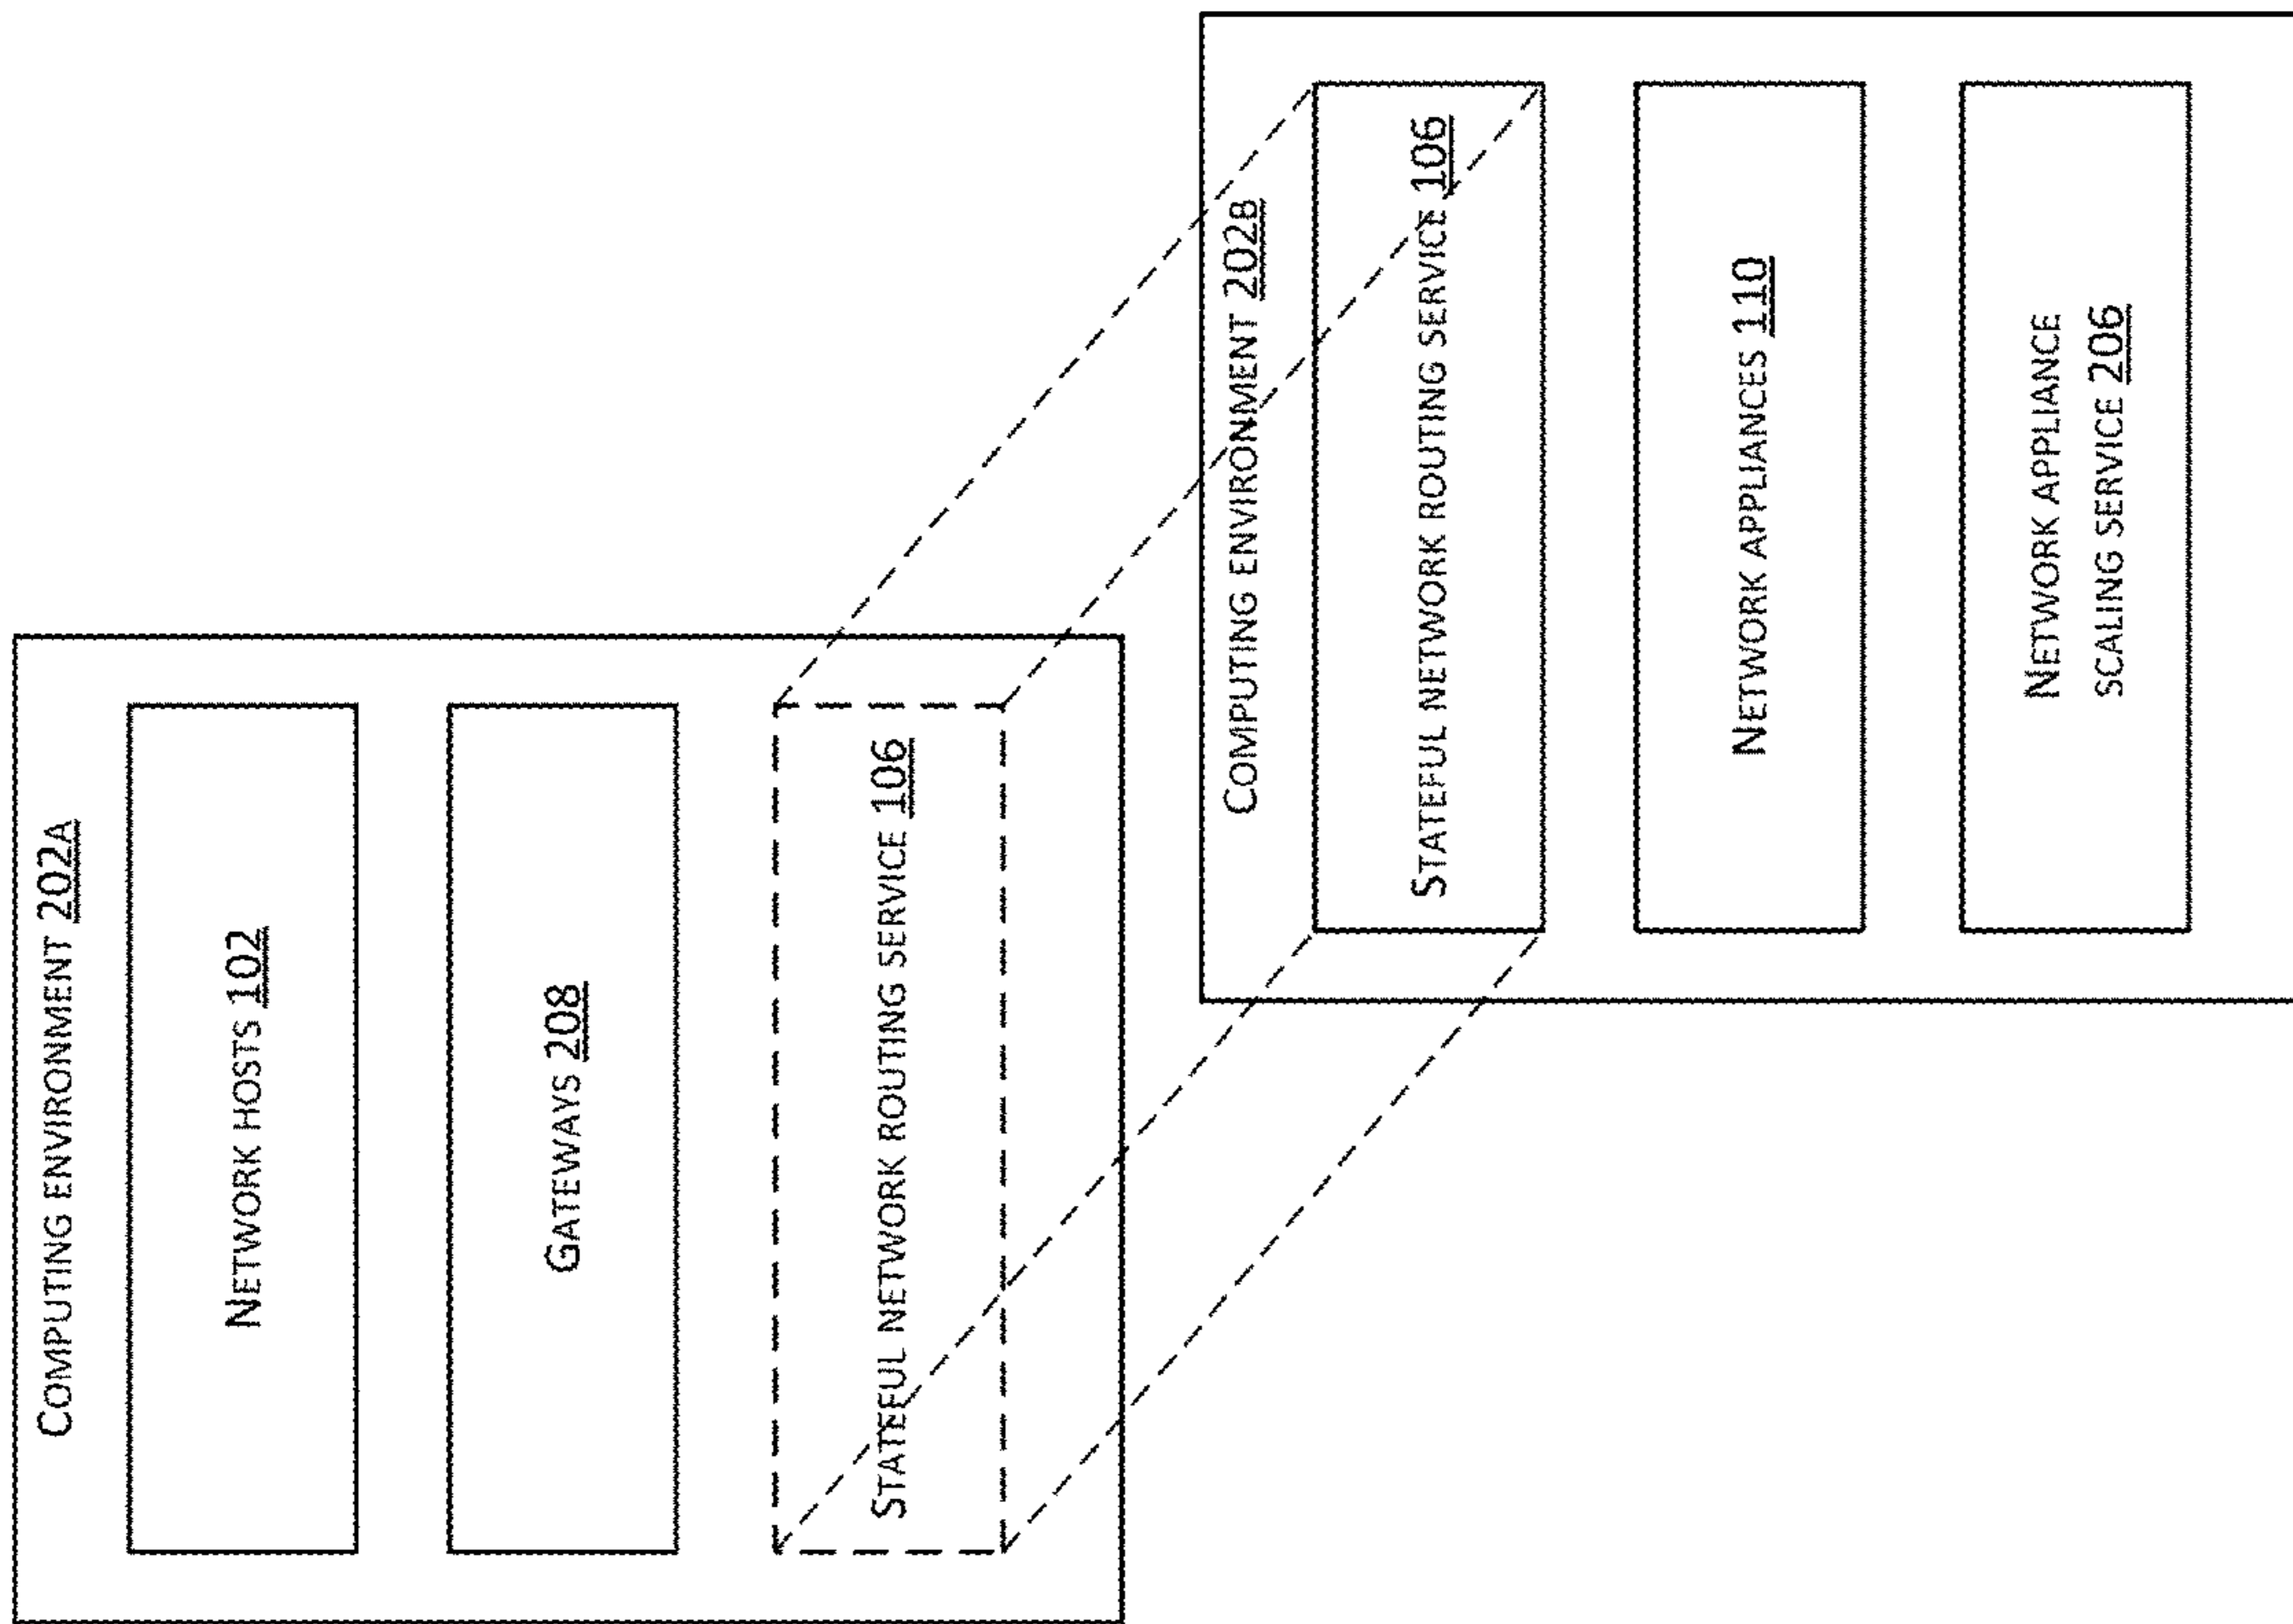 COMPUTING ENVIRONMENT 202A
NETWORK HOSTS 102
GATEWAYS 208
STATEFUL NETWORK ROUTING SERVICE 106
COMPUTING ENVIRONMENT 202B
STATEFUL NETWORK ROUTING SERVICE 106
NETWORK APPLIANCES 110
NETWORK APPLIANCE
SCALING SERVICE 206